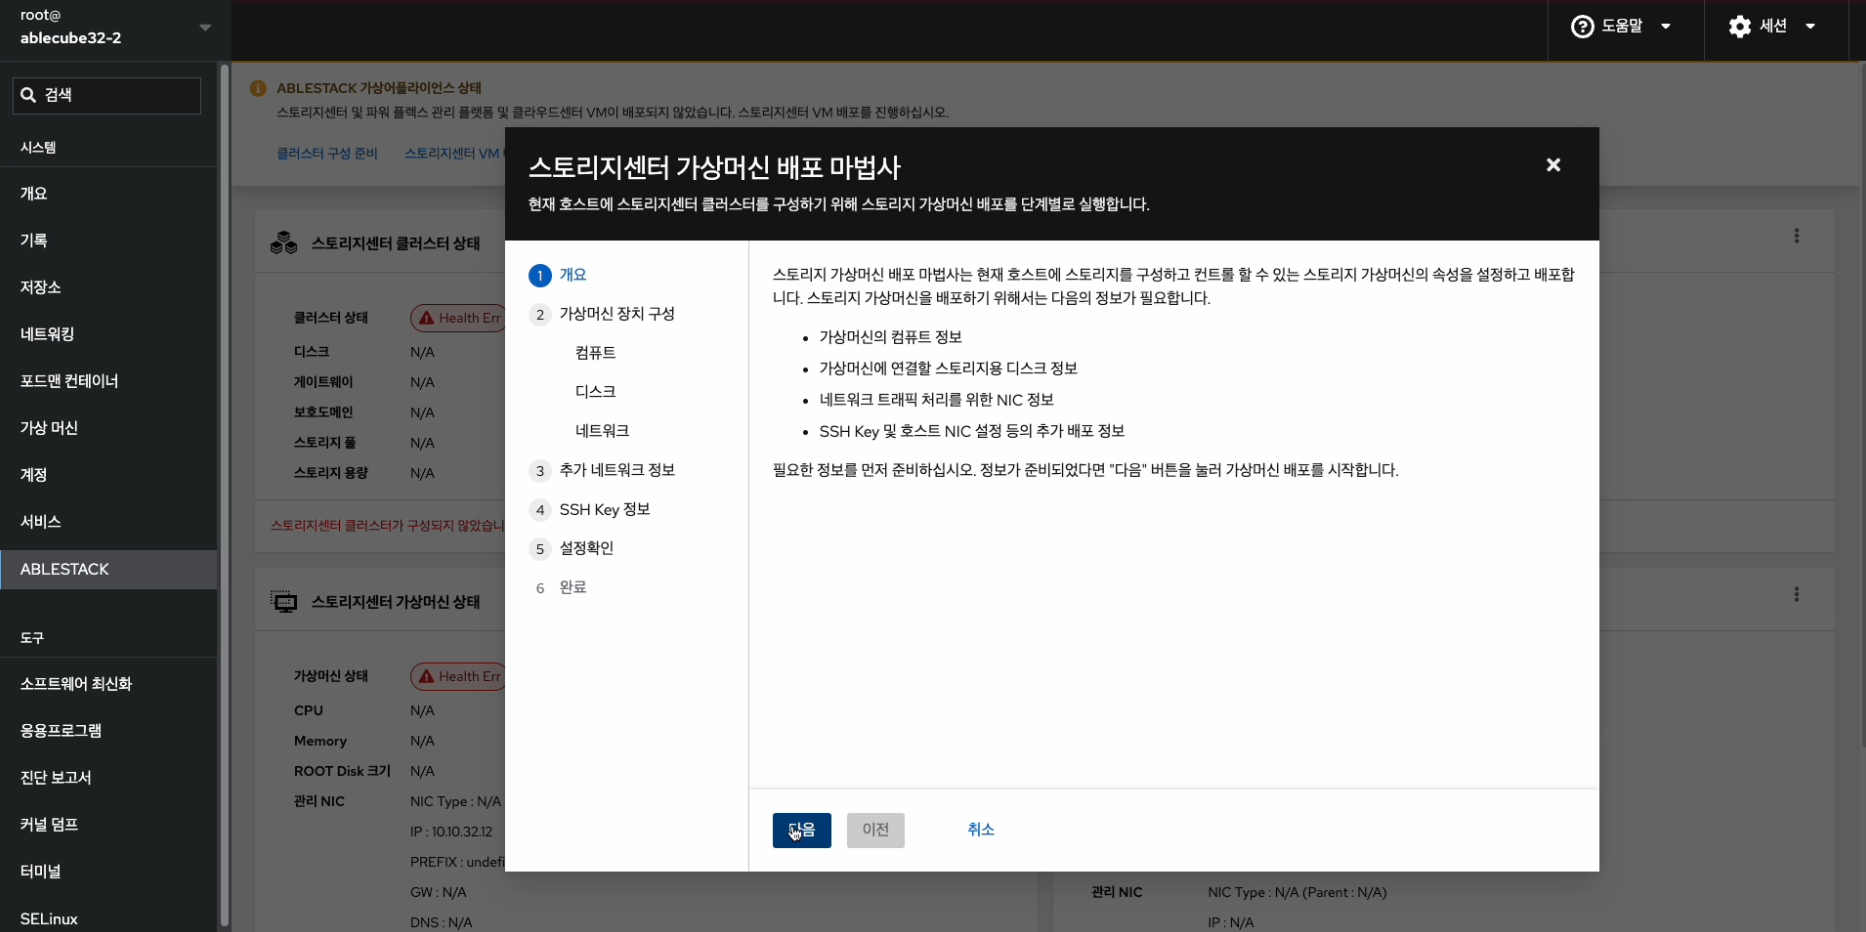 root@
ablecube32-2
도움말
세션
검색
시스템
개요
기록
저장소
네트워킹
포드맨 컨테이너
가상 머신
계정
서비스
ABLESTACK
도구
소프트웨어 최신화
응용프로그램
진단 보고서
커널 덤프
터미널
SELinux
ABLESTACK 가상어플라이언스 상태
스토리지센터 및 파워 플렉스 관리 플랫폼 및 클라우드센터 VM이 배포되지 않았습니다. 스토리지센터 VM 배포를 진행하십시오.
클러스터 구성 준비
스토리지센터 VM
스토리지센터 클러스터 상태
클러스터 상태 Health Err
디스크 N/A
게이트웨이 N/A
보호도메인 N/A
스토리지 풀 N/A
스토리지 용량 N/A
스토리지센터 클러스터가 구성되지 않았습니
스토리지센터 가상머신 상태
가상머신 상태 Health Err
CPU N/A
Memory N/A
ROOT Disk 크기 N/A
관리 NIC NIC Type : N/A
IP : 10.10.32.12
PREFIX : undefi
GW : N/A
DNS : N/A
스토리지센터 가상머신 배포 마법사
현재 호스트에 스토리지센터 클러스터를 구성하기 위해 스토리지 가상머신 배포를 단계별로 실행합니다.
1 개요
2 가상머신 장치 구성
컴퓨트
디스크
네트워크
3 추가 네트워크 정보
4 SSH Key 정보
5 설정확인
6 완료
스토리지 가상머신 배포 마법사는 현재 호스트에 스토리지를 구성하고 컨트롤 할 수 있는 스토리지 가상머신의 속성을 설정하고 배포합
니다. 스토리지 가상머신을 배포하기 위해서는 다음의 정보가 필요합니다.
• 가상머신의 컴퓨트 정보
• 가상머신에 연결할 스토리지용 디스크 정보
• 네트워크 트래픽 처리를 위한 NIC 정보
• SSH Key 및 호스트 NIC 설정 등의 추가 배포 정보
필요한 정보를 먼저 준비하십시오. 정보가 준비되었다면 "다음" 버튼을 눌러 가상머신 배포를 시작합니다.
다음
이전
취소
관리 NIC NIC Type : N/A (Parent : N/A)
IP : N/A